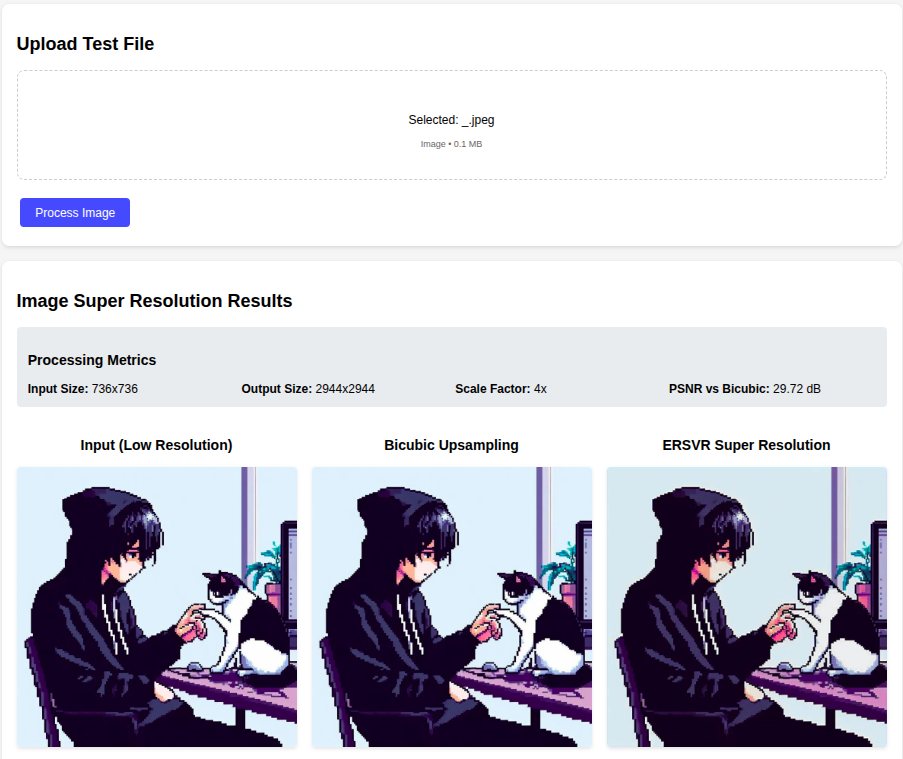 Upload Test File
Selected: _.jpeg
Image • 0.1 MB
Process Image
Image Super Resolution Results
Processing Metrics
Input Size: 736x736 Output Size: 2944x2944 Scale Factor: 4x PSNR vs Bicubic: 29.72 dB
Input (Low Resolution) Bicubic Upsampling ERSVR Super Resolution